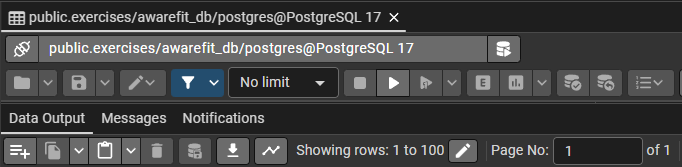 public.exercises/awarefit_db/postgres@PostgreSQL 17
public.exercises/awarefit_db/postgres@PostgreSQL 17
No limit
E
Data Output Messages Notifications
Showing rows: 1 to 100 Page No: 1 of 1